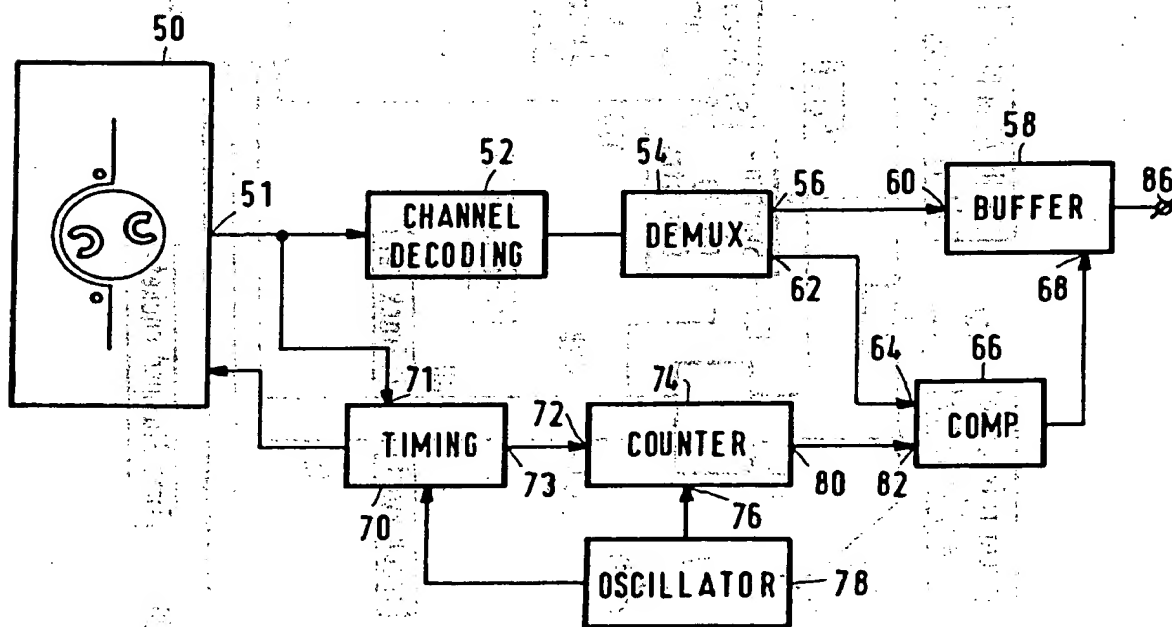 50
51
52
CHANNEL
DECODING
54
DEMUX
56
62
60
58
BUFFER
86
68
64
66
COMP.
82
71
TIMING
70
73
72
74
COUNTER
80
76
OSCILLATOR
78